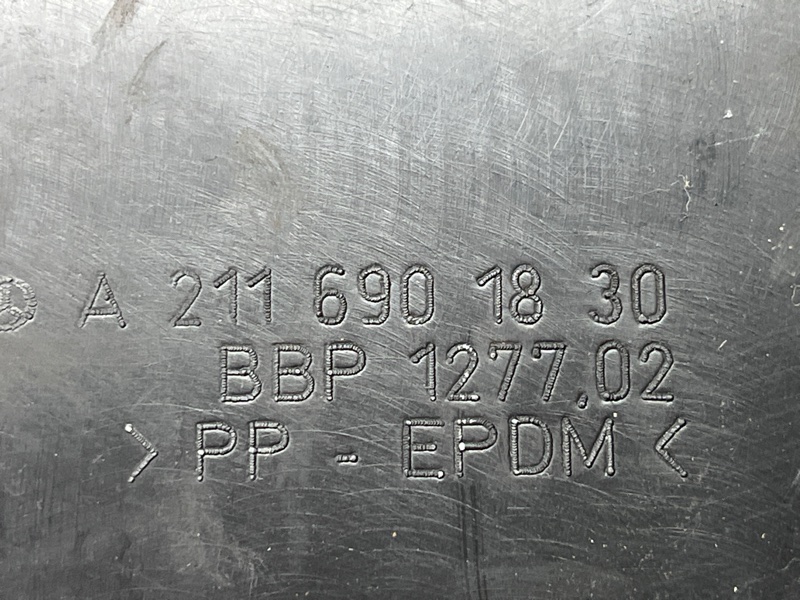 A 211 690 18 30
BBP 1277.02
> PP - EPDM <